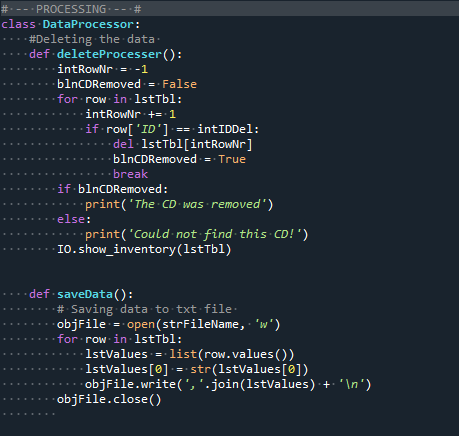 # -- PROCESSING -- #
class DataProcessor:
    #Deleting the data
    def deleteProcesser():
        intRowNr = -1
        blnCDRemoved = False
        for row in lstTbl:
            intRowNr += 1
            if row['ID'] == intIDDel:
                del lstTbl[intRowNr]
                blnCDRemoved = True
                break
        if blnCDRemoved:
            print('The CD was removed')
        else:
            print('Could not find this CD!')
        IO.show_inventory(lstTbl)
    def saveData():
        # Saving data to txt file
        objFile = open(strFileName, 'w')
        for row in lstTbl:
            lstValues = list(row.values())
            lstValues[0] = str(lstValues[0])
            objFile.write(','.join(lstValues) + '\n')
        objFile.close()